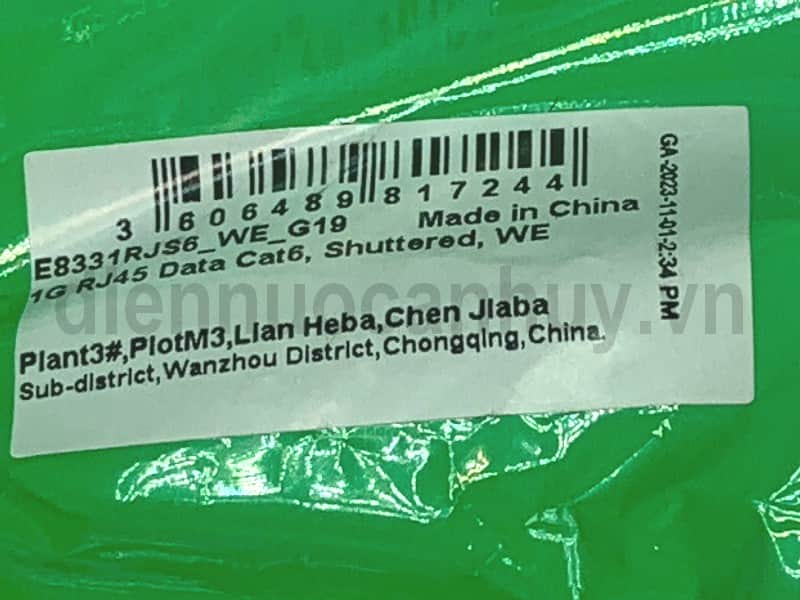 3 606489 817244
E8331RJS6_WE_G19 Made in China
1G RJ45 Data Cat6, Shuttered, WE
Plant3#,PlotM3,Lian Heba,Chen Jiaba
Sub-district,Wanzhou District,Chongqing,China.
GA-2023-11-01-2:34 PM
diennuocanphuy.vn